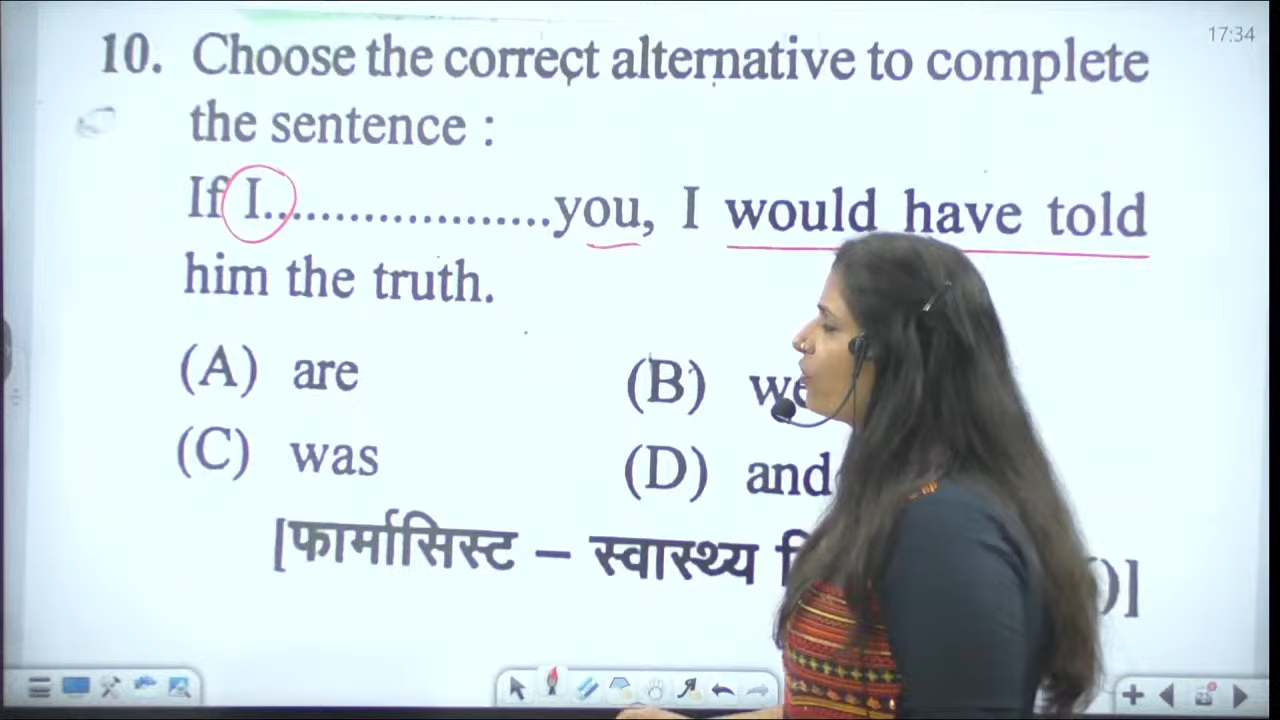 17:34
10. Choose the correct alternative to complete
the sentence :
If I....................you, I would have told
him the truth.
(A) are (B)
(C) was (D) and
[फार्मासिस्ट – स्वास्थ्य )]